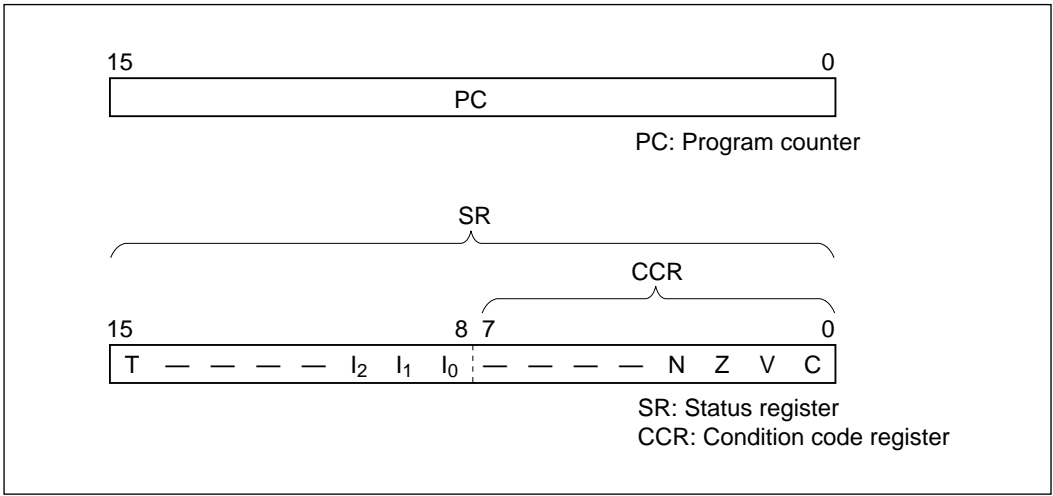 15 0
PC
PC: Program counter
SR
CCR
15 8 7 0
T — — — — I₂ I₁ I₀ — — — — N Z V C
SR: Status register
CCR: Condition code register